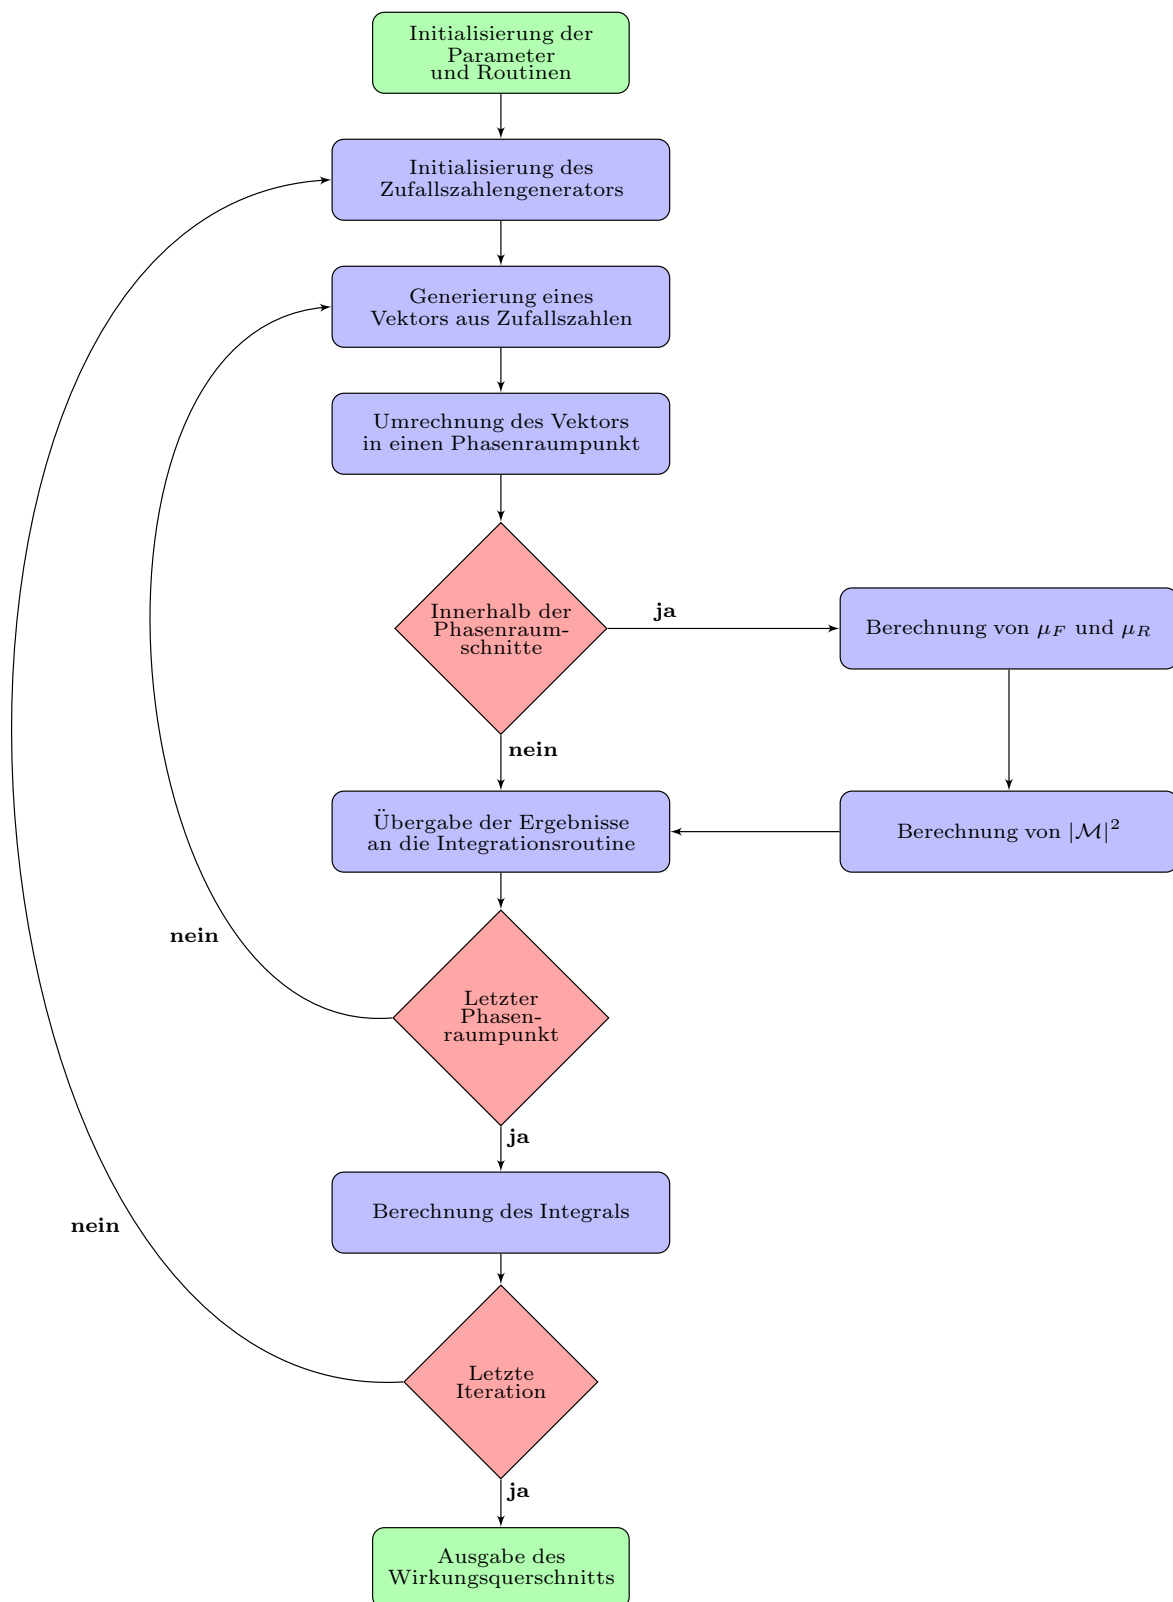 Initialisierung der
Parameter
und Routinen
Initialisierung des
Zufallszahlengenerators
Generierung eines
Vektors aus Zufallszahlen
Umrechnung des Vektors
in einen Phasenraumpunkt
Innerhalb der
Phasenraum-
schnitte
ja
Berechnung von μ_F und μ_R
nein
Übergabe der Ergebnisse
an die Integrationsroutine
Berechnung von |ℳ|²
nein
Letzter
Phasen-
raumpunkt
ja
Berechnung des Integrals
nein
Letzte
Iteration
ja
Ausgabe des
Wirkungsquerschnitts